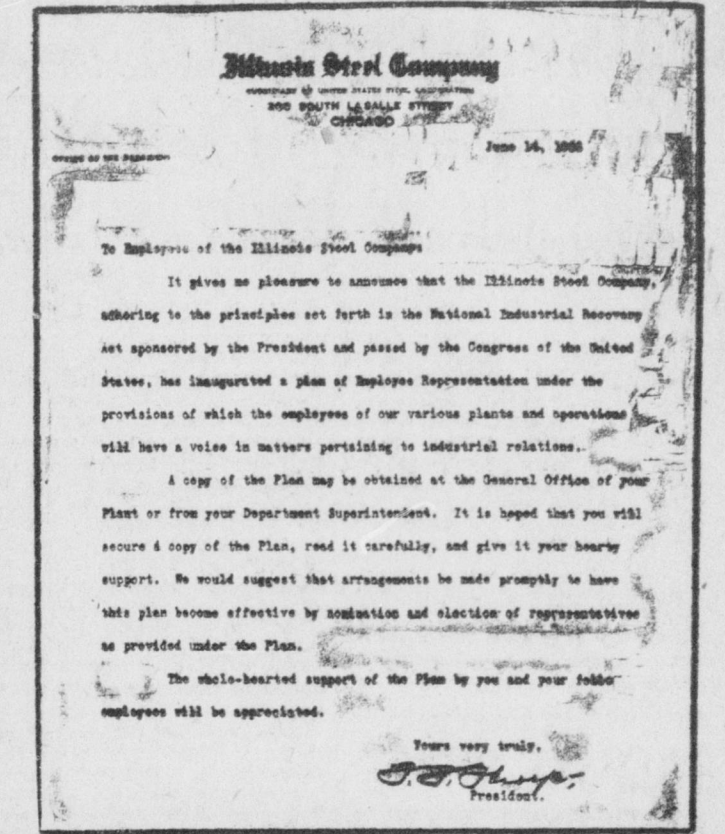 Illinois Steel Company
SUBSIDIARY OF UNITED STATES STEEL CORPORATION
208 SOUTH LA SALLE STREET
CHICAGO
June 14,
OFFICE OF THE PRESIDENT
To Employees of the Illinois Steel Company:
It gives me pleasure to announce that the Illinois Steel Company,
adhering to the principles set forth in the National Industrial Recovery
Act sponsored by the President and passed by the Congress of the United
States, has inaugurated a plan of Employee Representation under the
provisions of which the employees of our various plants and operations
will have a voice in matters pertaining to industrial relations.
A copy of the Plan may be obtained at the General Office of your
Plant or from your Department Superintendent. It is hoped that you will
secure a copy of the Plan, read it carefully, and give it your hearty
support. We would suggest that arrangements be made promptly to have
this plan become effective by nomination and election of representatives
as provided under the Plan.
The whole-hearted support of the Plan by you and your fellow
employees will be appreciated.
Yours very truly,
President.